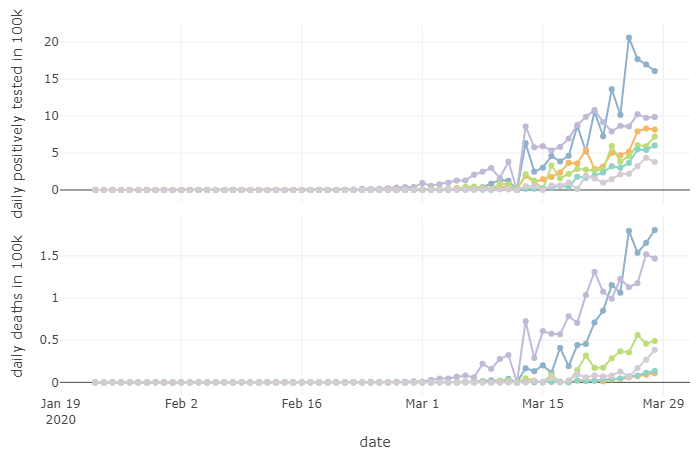 daily positively tested in 100k
20
15
10
5
0
daily deaths in 100k
1.5
1
0.5
0
Jan 19
2020
Feb 2
Feb 16
Mar 1
Mar 15
Mar 29
date